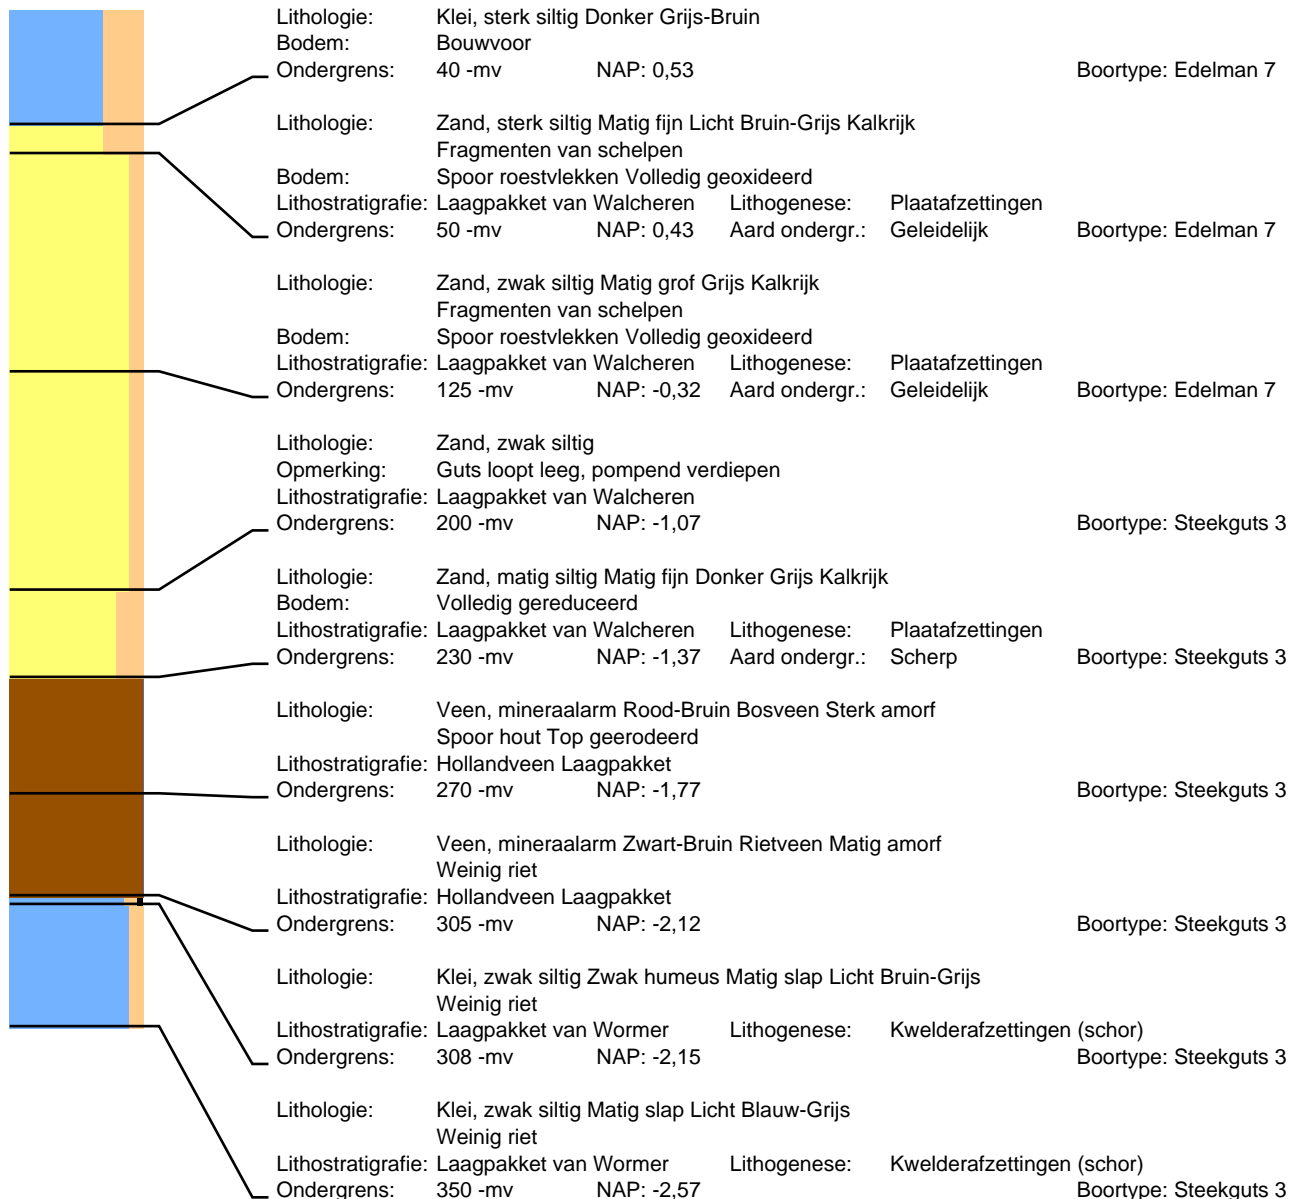 Lithologie: Klei, sterk siltig Donker Grijs-Bruin
Bodem: Bouwvoor
Ondergrens: 40 -mv NAP: 0,53 Boortype: Edelman 7
Lithologie: Zand, sterk siltig Matig fijn Licht Bruin-Grijs Kalkrijk
Fragmenten van schelpen
Bodem: Spoor roestvlekken Volledig geoxideerd
Lithostratigrafie: Laagpakket van Walcheren Lithogenese: Plaatafzettingen
Ondergrens: 50 -mv NAP: 0,43 Aard ondergr.: Geleidelijk Boortype: Edelman 7
Lithologie: Zand, zwak siltig Matig grof Grijs Kalkrijk
Fragmenten van schelpen
Bodem: Spoor roestvlekken Volledig geoxideerd
Lithostratigrafie: Laagpakket van Walcheren Lithogenese: Plaatafzettingen
Ondergrens: 125 -mv NAP: -0,32 Aard ondergr.: Geleidelijk Boortype: Edelman 7
Lithologie: Zand, zwak siltig
Opmerking: Guts loopt leeg, pompend verdiepen
Lithostratigrafie: Laagpakket van Walcheren
Ondergrens: 200 -mv NAP: -1,07 Boortype: Steekguts 3
Lithologie: Zand, matig siltig Matig fijn Donker Grijs Kalkrijk
Bodem: Volledig gereduceerd
Lithostratigrafie: Laagpakket van Walcheren Lithogenese: Plaatafzettingen
Ondergrens: 230 -mv NAP: -1,37 Aard ondergr.: Scherp Boortype: Steekguts 3
Lithologie: Veen, mineraalarm Rood-Bruin Bosveen Sterk amorf
Spoor hout Top geerodeerd
Lithostratigrafie: Hollandveen Laagpakket
Ondergrens: 270 -mv NAP: -1,77 Boortype: Steekguts 3
Lithologie: Veen, mineraalarm Zwart-Bruin Rietveen Matig amorf
Weinig riet
Lithostratigrafie: Hollandveen Laagpakket
Ondergrens: 305 -mv NAP: -2,12 Boortype: Steekguts 3
Lithologie: Klei, zwak siltig Zwak humeus Matig slap Licht Bruin-Grijs
Weinig riet
Lithostratigrafie: Laagpakket van Wormer Lithogenese: Kwelderafzettingen (schor)
Ondergrens: 308 -mv NAP: -2,15 Boortype: Steekguts 3
Lithologie: Klei, zwak siltig Matig slap Licht Blauw-Grijs
Weinig riet
Lithostratigrafie: Laagpakket van Wormer Lithogenese: Kwelderafzettingen (schor)
Ondergrens: 350 -mv NAP: -2,57 Boortype: Steekguts 3